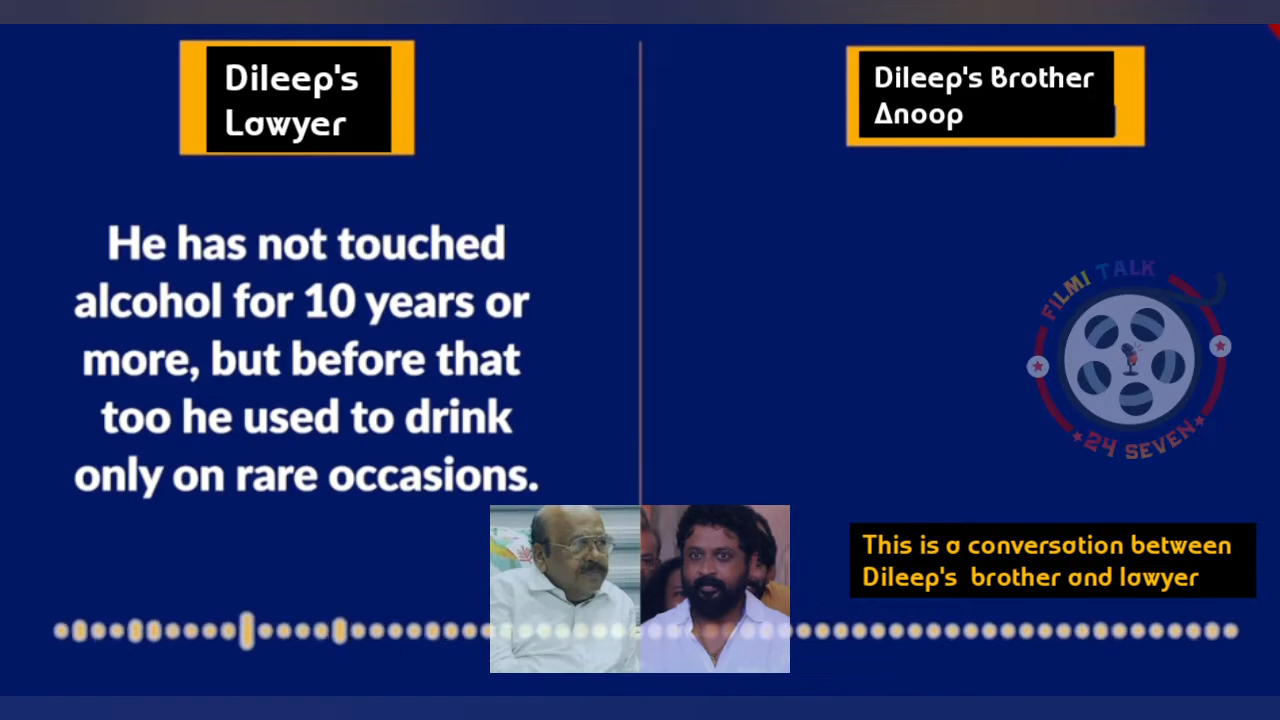 Dileep's
Lawyer
Dileep's Brother
Anoop
He has not touched
alcohol for 10 years or
more, but before that
too he used to drink
only on rare occasions.
FILMI TALK
24 SEVEN
This is a conversation between
Dileep's brother and lawyer